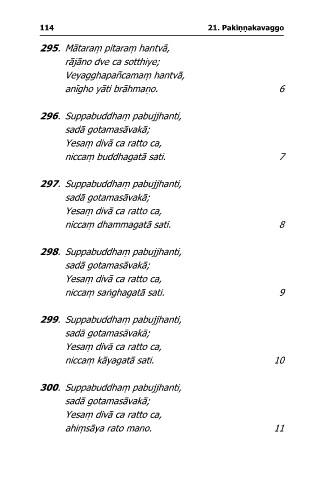 114 21. Pakiṇṇakavaggo
295. Mātaraṃ pitaraṃ hantvā,
rājāno dve ca sotthiye;
Veyagghapañcamaṃ hantvā,
anīgho yāti brāhmaṇo. 6
296. Suppabuddhaṃ pabujjhanti,
sadā gotamasāvakā;
Yesaṃ divā ca ratto ca,
niccaṃ buddhagatā sati. 7
297. Suppabuddhaṃ pabujjhanti,
sadā gotamasāvakā;
Yesaṃ divā ca ratto ca,
niccaṃ dhammagatā sati. 8
298. Suppabuddhaṃ pabujjhanti,
sadā gotamasāvakā;
Yesaṃ divā ca ratto ca,
niccaṃ saṅghagatā sati. 9
299. Suppabuddhaṃ pabujjhanti,
sadā gotamasāvakā;
Yesaṃ divā ca ratto ca,
niccaṃ kāyagatā sati. 10
300. Suppabuddhaṃ pabujjhanti,
sadā gotamasāvakā;
Yesaṃ divā ca ratto ca,
ahiṃsāya rato mano. 11